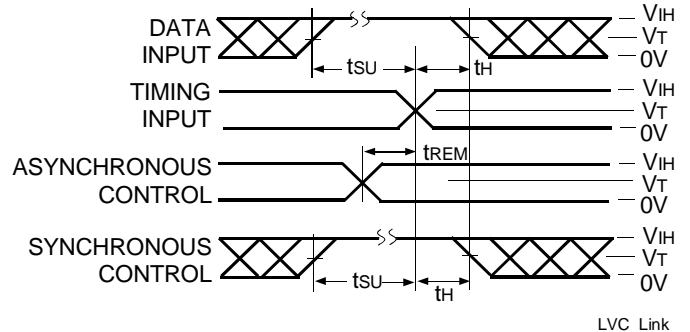 DATA
INPUT
tSU
tH
VIH
VT
0V
TIMING
INPUT
VIH
VT
0V
tREM
ASYNCHRONOUS
CONTROL
VIH
VT
0V
SYNCHRONOUS
CONTROL
tSU
tH
VIH
VT
0V
LVC Link